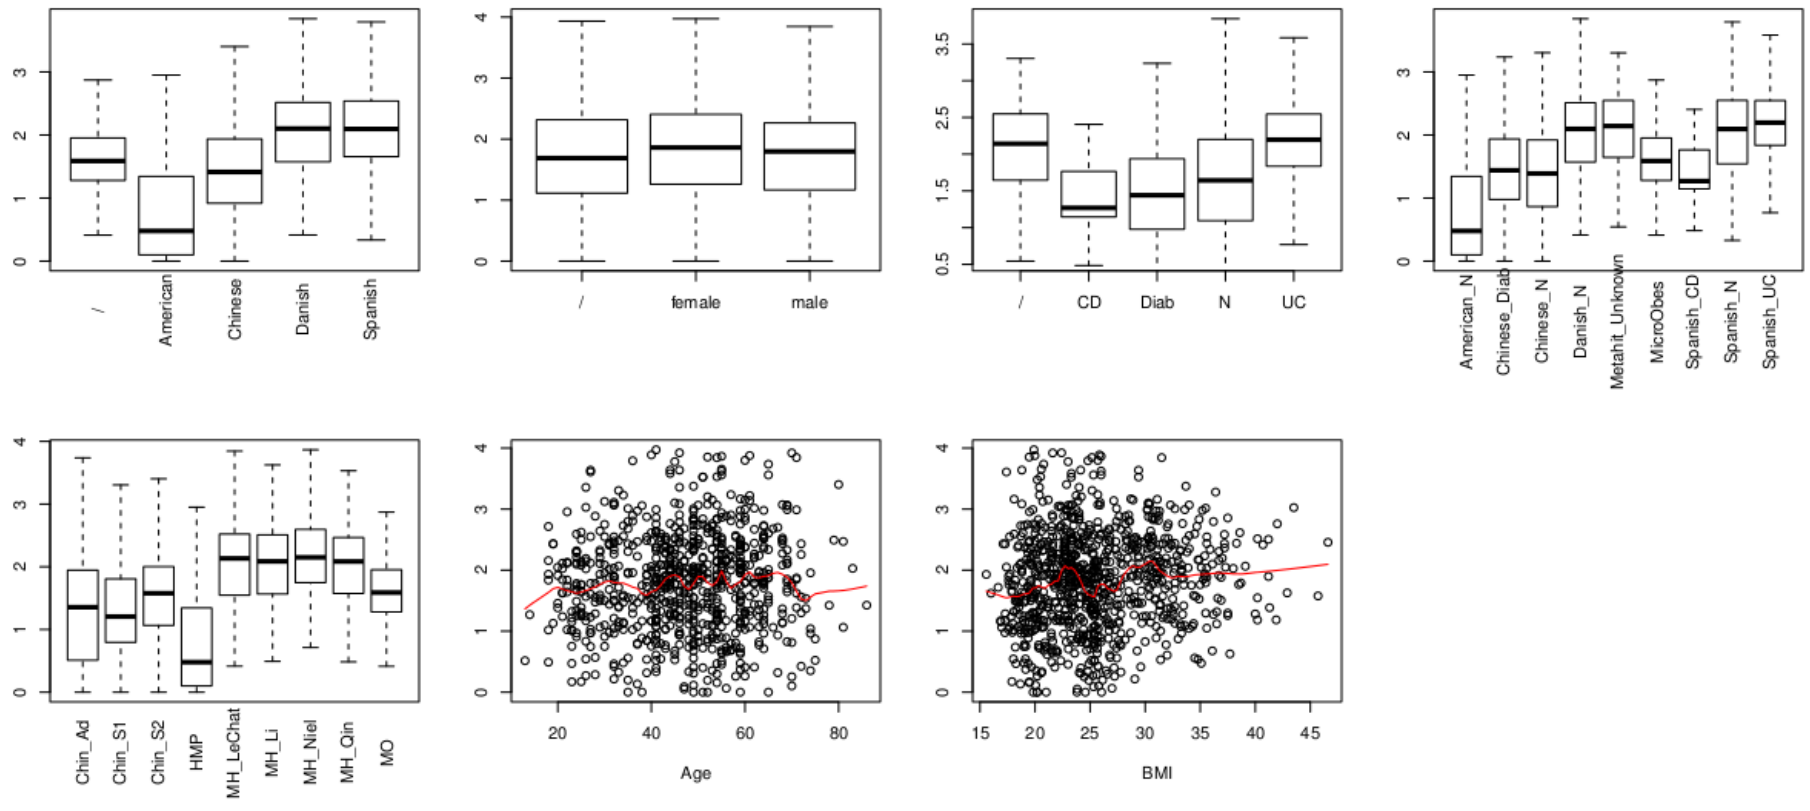 3
2
1
0
/
American
Chinese
Danish
Spanish
4
3
2
1
0
/ female male
3.5
2.5
1.5
0.5
/ CD Diab N UC
3
2
1
0
American_N
Chinese_Diab
Chinese_N
Danish_N
Metahit_Unknown
MicroObes
Spanish_CD
Spanish_N
Spanish_UC
4
3
2
1
0
Chin_Ad
Chin_S1
Chin_S2
HMP
MH_LeChat
MH_Li
MH_Niel
MH_Qin
MO
4
3
2
1
0
20 40 60 80
Age
4
3
2
1
0
15 20 25 30 35 40 45
BMI